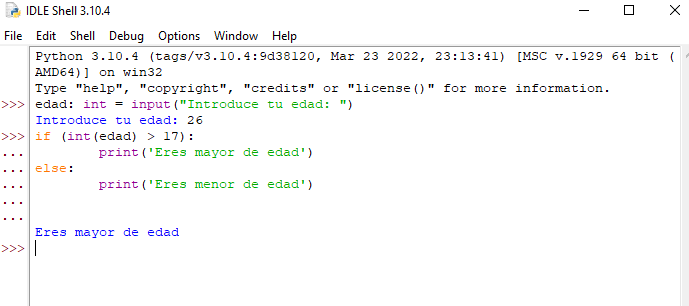 IDLE Shell 3.10.4
File Edit Shell Debug Options Window Help
Python 3.10.4 (tags/v3.10.4:9d38120, Mar 23 2022, 23:13:41) [MSC v.1929 64 bit (
AMD64)] on win32
Type "help", "copyright", "credits" or "license()" for more information.
>>> edad: int = input("Introduce tu edad: ")
Introduce tu edad: 26
>>> if (int(edad) > 17):
...         print('Eres mayor de edad')
... else:
...         print('Eres menor de edad')
...
...
Eres mayor de edad
>>>